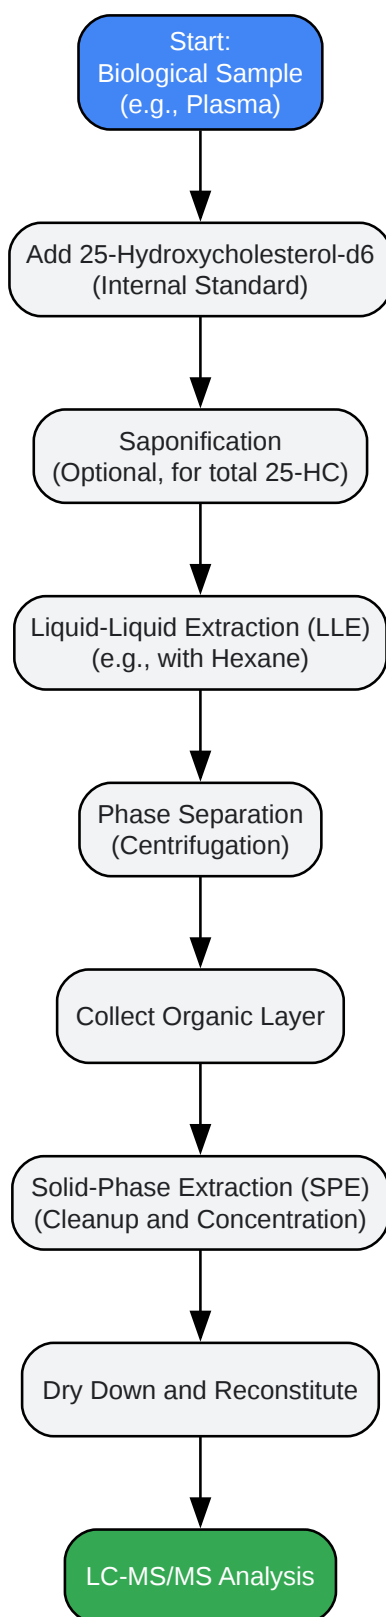 Start:
Biological Sample
(e.g., Plasma)
Add 25-Hydroxycholesterol-d6
(Internal Standard)
Saponification
(Optional, for total 25-HC)
Liquid-Liquid Extraction (LLE)
(e.g., with Hexane)
Phase Separation
(Centrifugation)
Collect Organic Layer
Solid-Phase Extraction (SPE)
(Cleanup and Concentration)
Dry Down and Reconstitute
LC-MS/MS Analysis